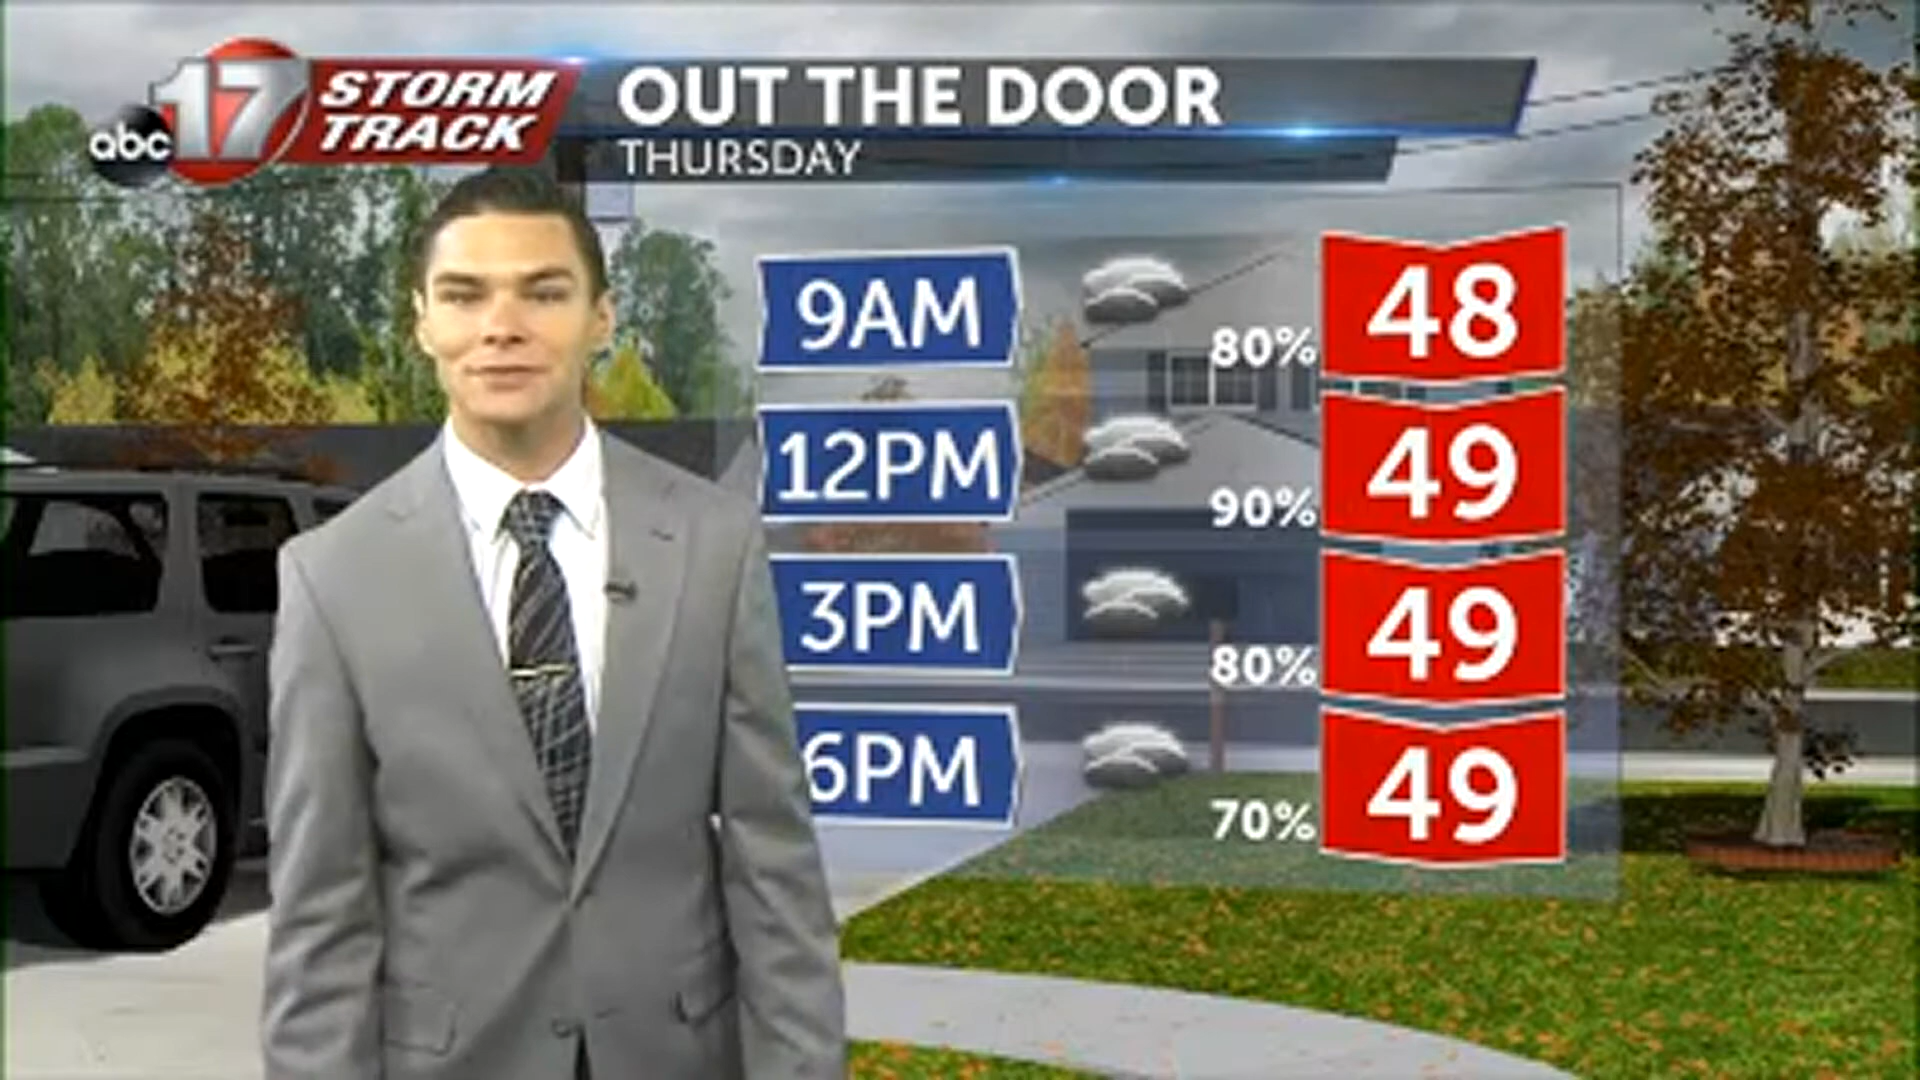 abc 17
STORM
TRACK
OUT THE DOOR
THURSDAY
9AM 80% 48
12PM 90% 49
3PM 80% 49
6PM 70% 49